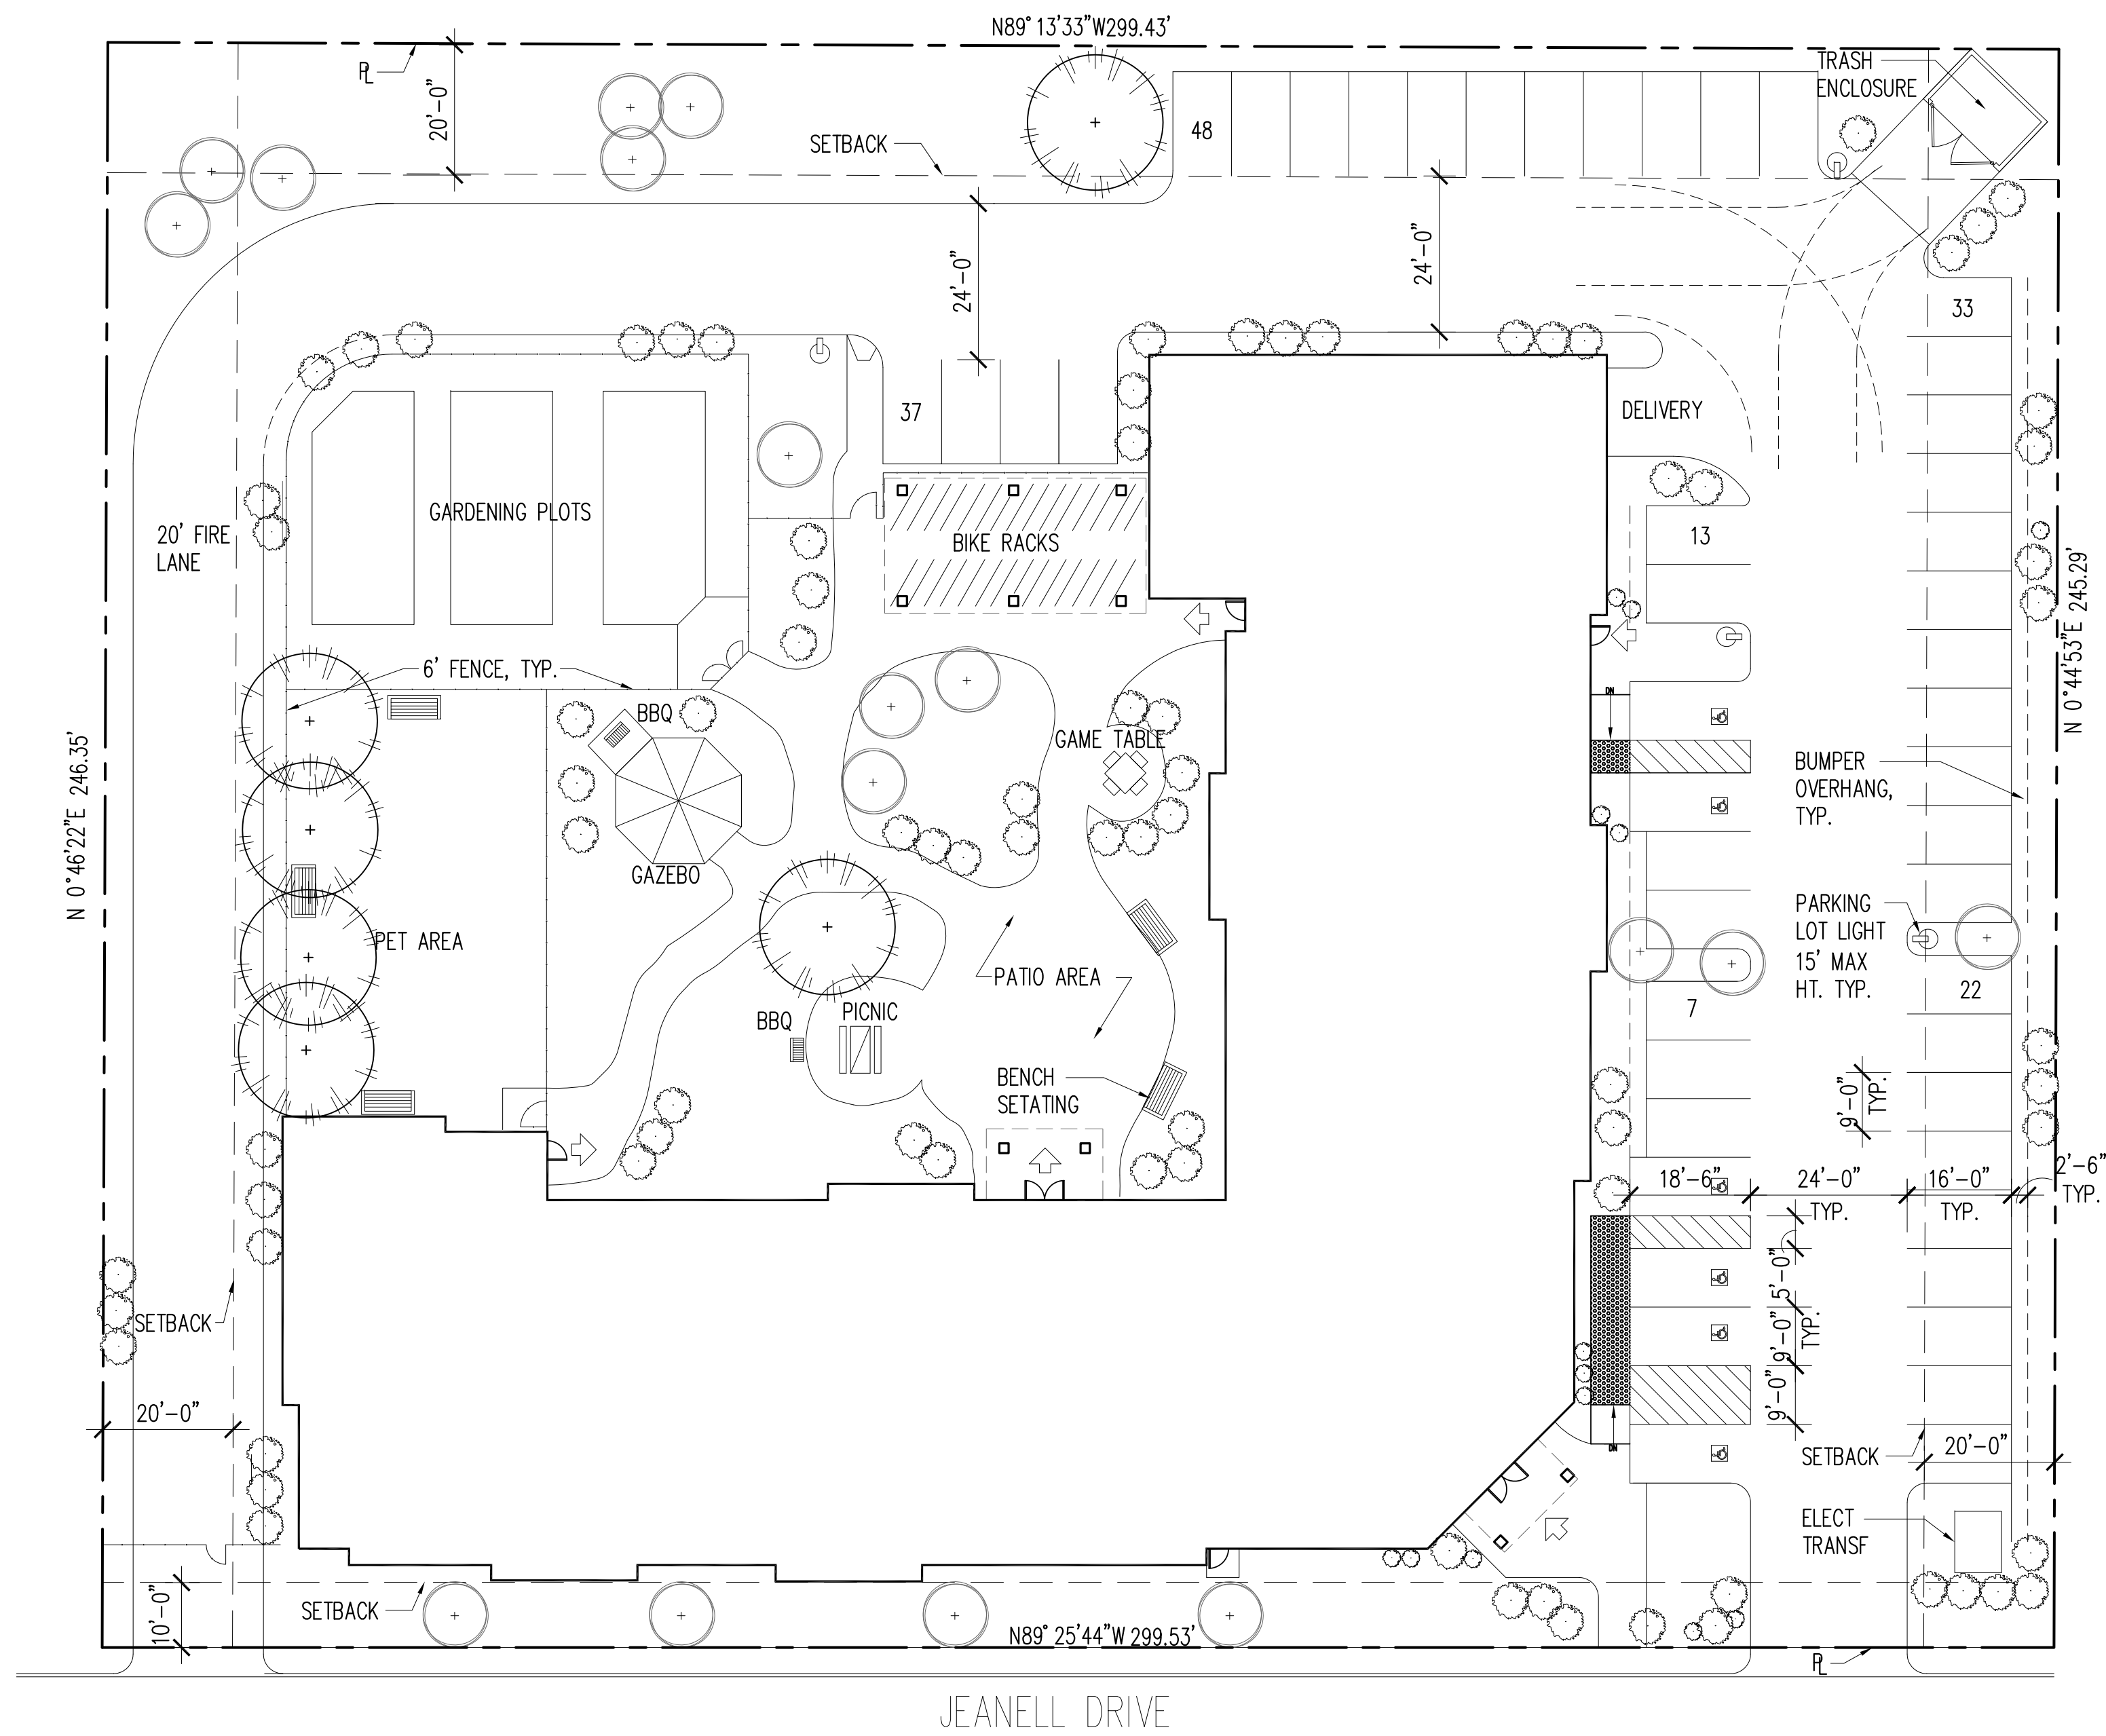 N89° 13'33"W299.43'
PL
20'-0"
SETBACK
48
TRASH
ENCLOSURE
24'-0"
24'-0"
33
37
DELIVERY
GARDENING PLOTS
20' FIRE
LANE
BIKE RACKS
13
N 0°44'53"E 245.29'
6' FENCE, TYP.
DN
BBQ
GAME TABLE
N 0°46'22"E 246.35'
BUMPER
OVERHANG,
TYP.
GAZEBO
PET AREA
PARKING
LOT LIGHT
15' MAX
HT. TYP.
PATIO AREA
22
7
BBQ
PICNIC
BENCH
SETATING
9'-0"
TYP.
18'-6"
24'-0"
TYP.
16'-0"
TYP.
2'-6"
TYP.
5'-0"
9'-0"
TYP.
9'-0"
SETBACK
20'-0"
DN
SETBACK
20'-0"
ELECT
TRANSF
SETBACK
10'-0"
N89° 25'44"W 299.53'
PL
JEANELL DRIVE